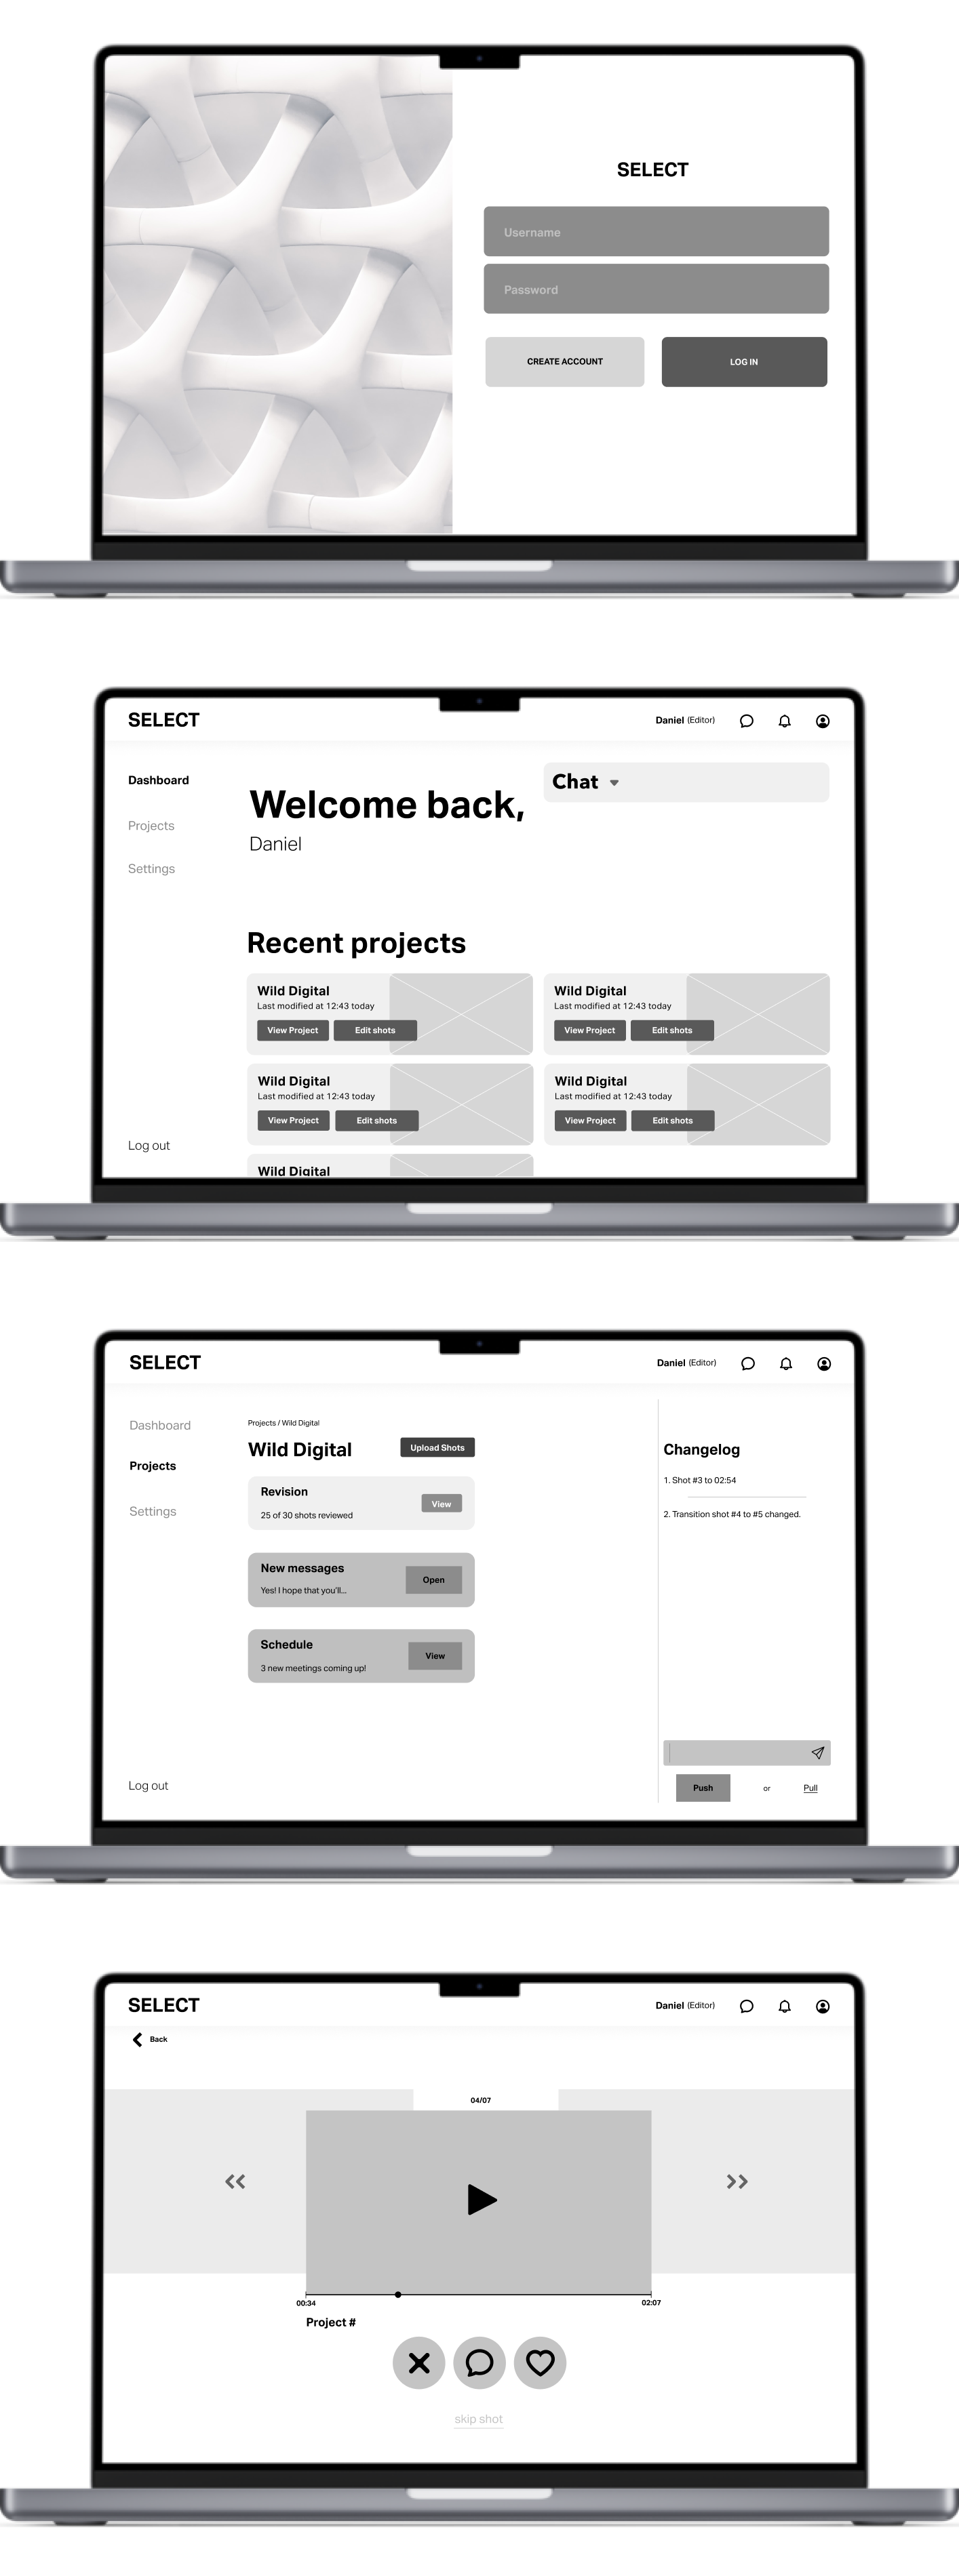 SELECT
Username
Password
CREATE ACCOUNT
LOG IN
SELECT
Daniel (Editor)
Dashboard
Projects
Settings
Log out
Chat
Welcome back,
Daniel
Recent projects
Wild Digital
Last modified at 12:43 today
View Project
Edit shots
Wild Digital
Last modified at 12:43 today
View Project
Edit shots
Wild Digital
Last modified at 12:43 today
View Project
Edit shots
Wild Digital
Last modified at 12:43 today
View Project
Edit shots
Wild Digital
SELECT
Daniel (Editor)
Dashboard
Projects
Settings
Log out
Projects / Wild Digital
Wild Digital
Upload Shots
Revision
25 of 30 shots reviewed
View
New messages
Yes! I hope that you'll...
Open
Schedule
3 new meetings coming up!
View
Changelog
1. Shot #3 to 02:54
2. Transition shot #4 to #5 changed.
Push
or
Pull
SELECT
Daniel (Editor)
Back
04/07
00:34
02:07
Project #
skip shot